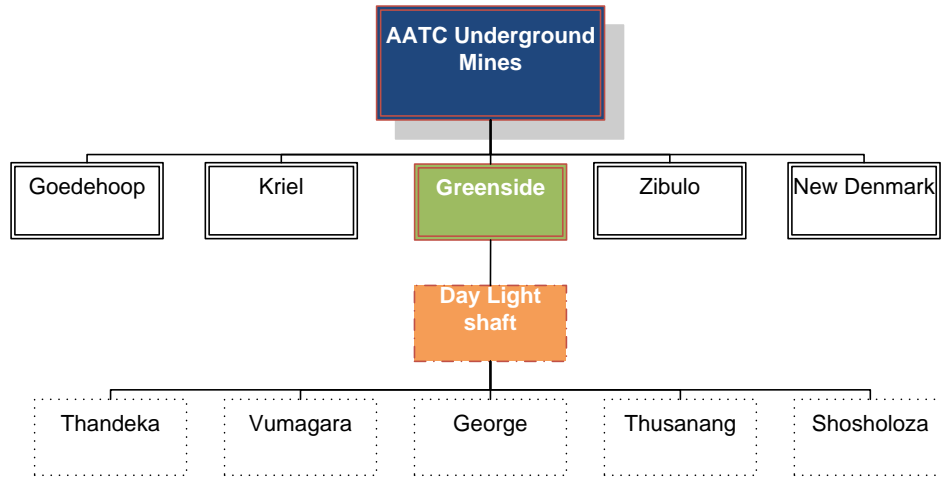 AATC Underground
Mines
Goedehoop
Kriel
Greenside
Zibulo
New Denmark
Day Light
shaft
Thandeka
Vumagara
George
Thusanang
Shosholoza